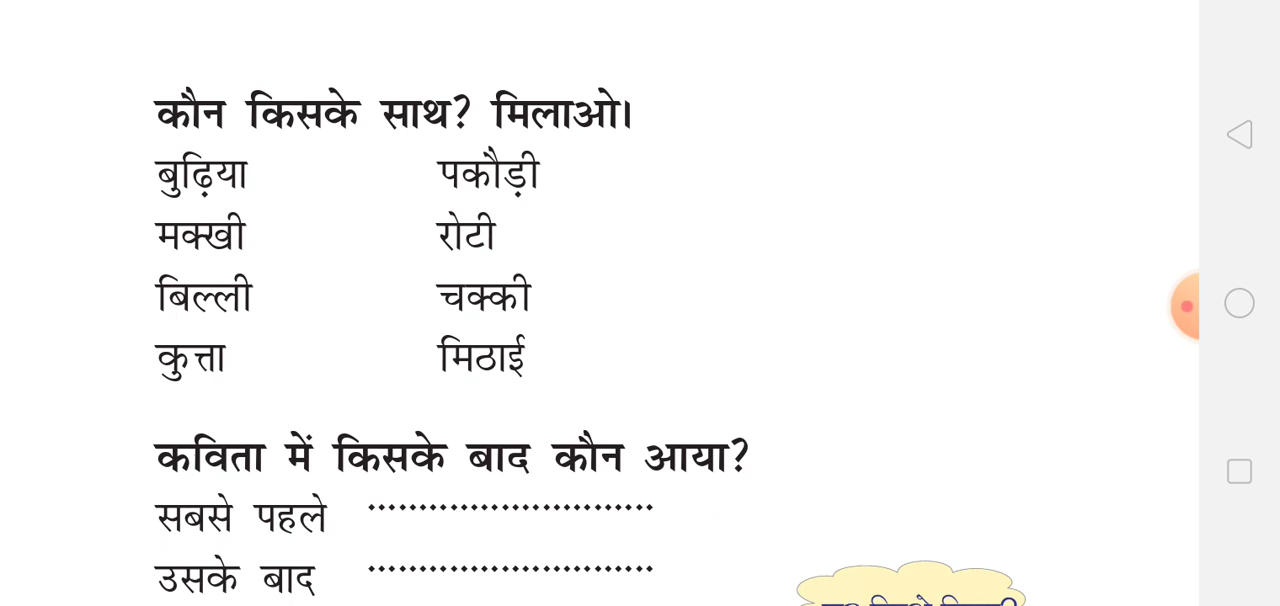 कौन किसके साथ? मिलाओ।
बुढ़िया पकौड़ी
मक्खी रोटी
बिल्ली चक्की
कुत्ता मिठाई
कविता में किसके बाद कौन आया?
सबसे पहले ............................
उसके बाद ............................